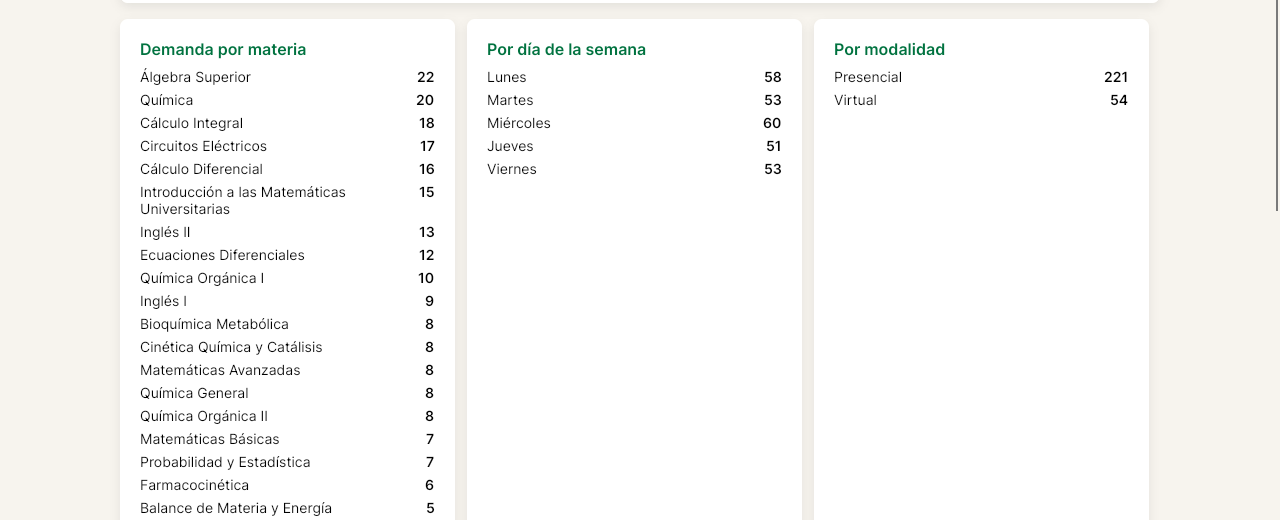 Demanda por materia
Álgebra Superior 22
Química 20
Cálculo Integral 18
Circuitos Eléctricos 17
Cálculo Diferencial 16
Introducción a las Matemáticas 15
Universitarias
Inglés II 13
Ecuaciones Diferenciales 12
Química Orgánica I 10
Inglés I 9
Bioquímica Metabólica 8
Cinética Química y Catálisis 8
Matemáticas Avanzadas 8
Química General 8
Química Orgánica II 8
Matemáticas Básicas 7
Probabilidad y Estadística 7
Farmacocinética 6
Balance de Materia y Energía 5
Por día de la semana
Lunes 58
Martes 53
Miércoles 60
Jueves 51
Viernes 53
Por modalidad
Presencial 221
Virtual 54